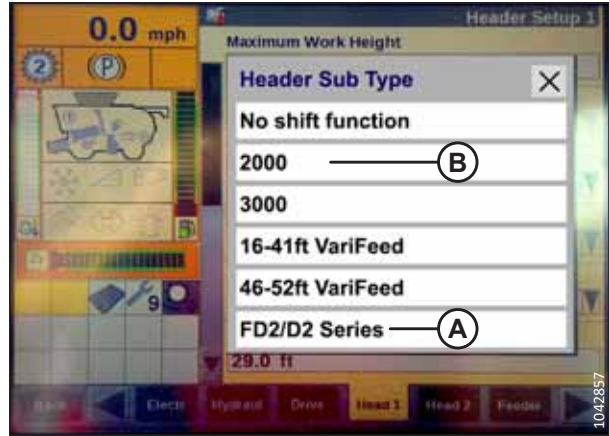 0.0 mph
Header Setup 1
Maximum Work Height
2
(P)
Header Sub Type
No shift function
2000
B
3000
16-41ft VariFeed
46-52ft VariFeed
9
FD2/D2 Series
A
29.0 ft
Back
Electr
Hydraul
Drive
Head 1
Head 2
Feeder
1042857